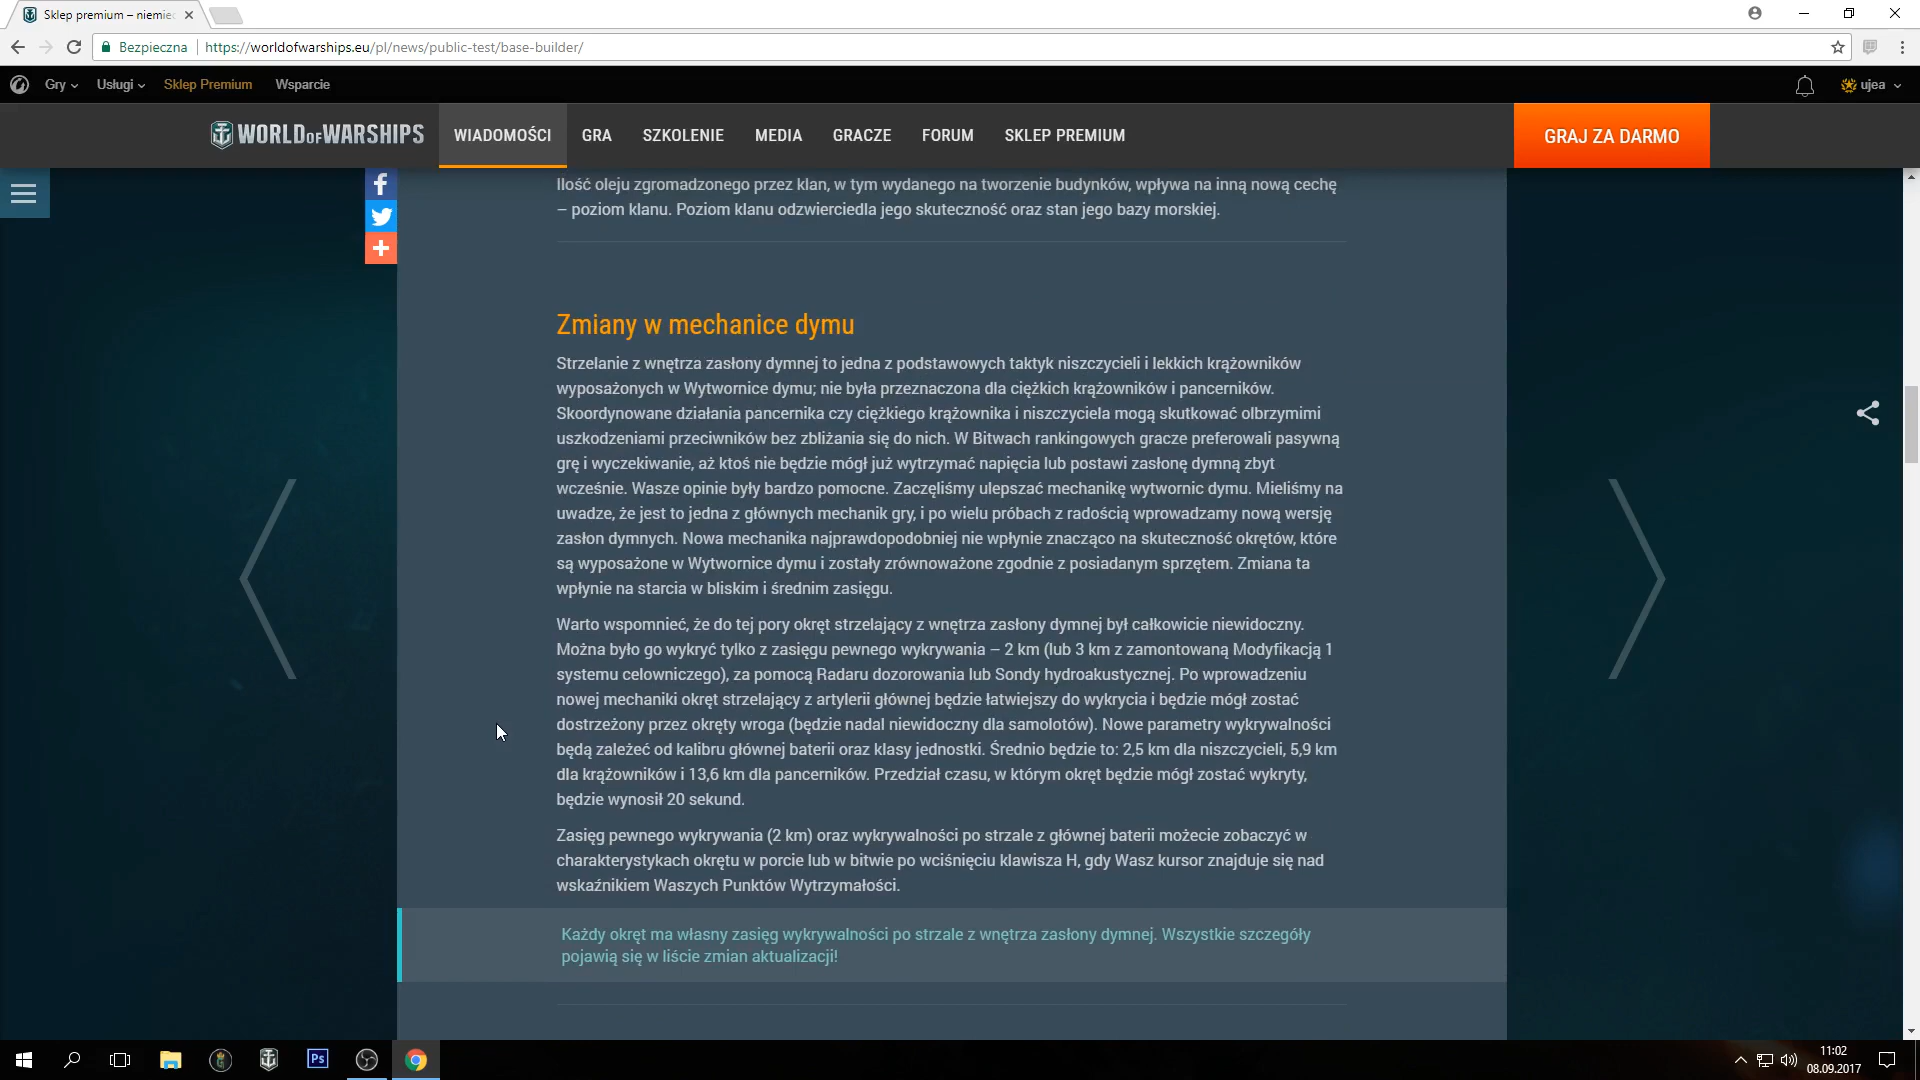 Sklep premium – niemiec
Bezpieczna
https://worldofwarships.eu/pl/news/public-test/base-builder/
Gry
Usługi
Sklep Premium
Wsparcie
ujea
WORLD OF WARSHIPS
WIADOMOŚCI
GRA
SZKOLENIE
MEDIA
GRACZE
FORUM
SKLEP PREMIUM
GRAJ ZA DARMO
Ilość oleju zgromadzonego przez klan, w tym wydanego na tworzenie budynków, wpływa na inną nową cechę
– poziom klanu. Poziom klanu odzwierciedla jego skuteczność oraz stan jego bazy morskiej.
Zmiany w mechanice dymu
Strzelanie z wnętrza zasłony dymnej to jedna z podstawowych taktyk niszczycieli i lekkich krążowników
wyposażonych w Wytwornice dymu; nie była przeznaczona dla ciężkich krążowników i pancerników.
Skoordynowane działania pancernika czy ciężkiego krążownika i niszczyciela mogą skutkować olbrzymimi
uszkodzeniami przeciwników bez zbliżania się do nich. W Bitwach rankingowych gracze preferowali pasywną
grę i wyczekiwanie, aż ktoś nie będzie mógł już wytrzymać napięcia lub postawi zasłonę dymną zbyt
wcześnie. Wasze opinie były bardzo pomocne. Zaczęliśmy ulepszać mechanikę wytwornic dymu. Mieliśmy na
uwadze, że jest to jedna z głównych mechanik gry, i po wielu próbach z radością wprowadzamy nową wersję
zasłon dymnych. Nowa mechanika najprawdopodobniej nie wpłynie znacząco na skuteczność okrętów, które
są wyposażone w Wytwornice dymu i zostały zrównoważone zgodnie z posiadanym sprzętem. Zmiana ta
wpłynie na starcia w bliskim i średnim zasięgu.
Warto wspomnieć, że do tej pory okręt strzelający z wnętrza zasłony dymnej był całkowicie niewidoczny.
Można było go wykryć tylko z zasięgu pewnego wykrywania – 2 km (lub 3 km z zamontowaną Modyfikacją 1
systemu celowniczego), za pomocą Radaru dozorowania lub Sondy hydroakustycznej. Po wprowadzeniu
nowej mechaniki okręt strzelający z artylerii głównej będzie łatwiejszy do wykrycia i będzie mógł zostać
dostrzeżony przez okręty wroga (będzie nadal niewidoczny dla samolotów). Nowe parametry wykrywalności
będą zależeć od kalibru głównej baterii oraz klasy jednostki. Średnio będzie to: 2,5 km dla niszczycieli, 5,9 km
dla krążowników i 13,6 km dla pancerników. Przedział czasu, w którym okręt będzie mógł zostać wykryty,
będzie wynosił 20 sekund.
Zasięg pewnego wykrywania (2 km) oraz wykrywalności po strzale z głównej baterii możecie zobaczyć w
charakterystykach okrętu w porcie lub w bitwie po wciśnięciu klawisza H, gdy Wasz kursor znajduje się nad
wskaźnikiem Waszych Punktów Wytrzymałości.
Każdy okręt ma własny zasięg wykrywalności po strzale z wnętrza zasłony dymnej. Wszystkie szczegóły
pojawią się w liście zmian aktualizacji!
Ps
11:02
08.09.2017